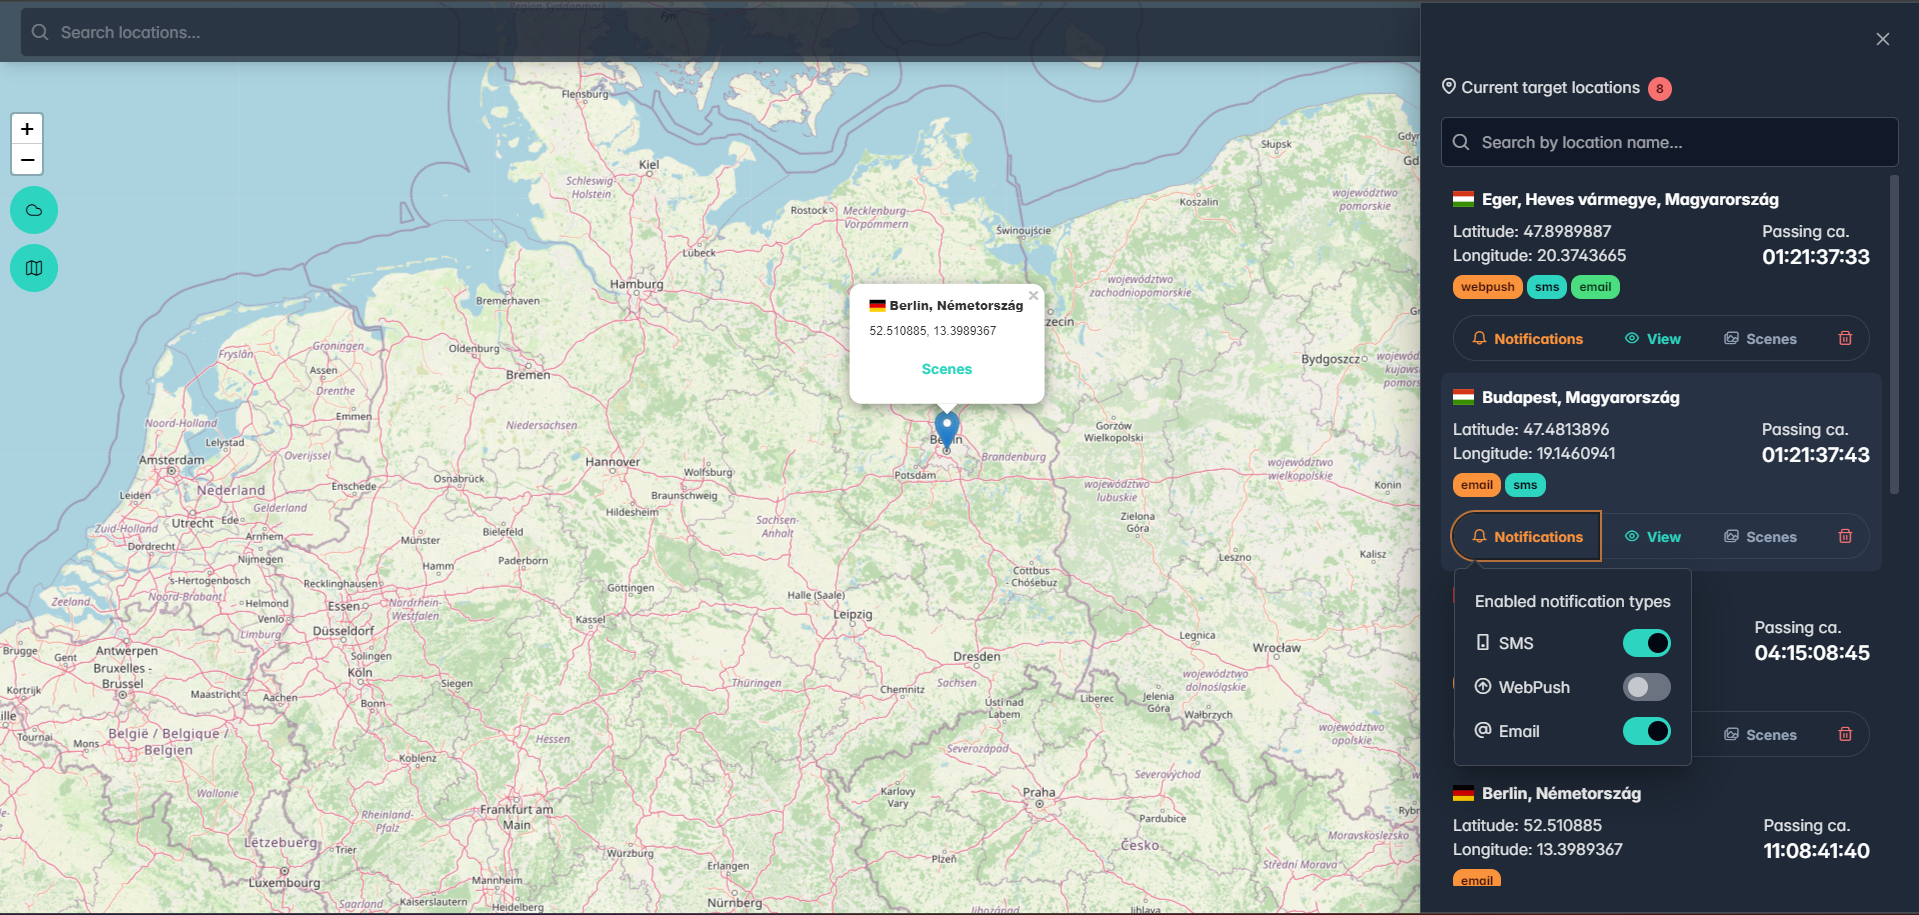 Search locations...
Region Syddanmark
Fyn
+
−
Flensburg
Kiel
Schleswig-
Holstein
Rostock
Mecklenburg-
Vorpommern
Lübeck
Hamburg
Świnoujście
Koszalin
Słupsk
Gdyn
województwo
pomorskie
województwo
zachodniopomorskie
Bydgoszcz
Bremerhaven
Groningen
Fryslân
Assen
Drenthe
Oldenburg
Bremen
Emmen
Noord-Holland
Lelystad
Overijssel
Amsterdam
Niedersachsen
Hannover
Wolfsburg
Braunschweig
Osnabrück
Enschede
Leiden
Nederland
Gelderland
Utrecht
Ede
Zuid-Holland
Dordrecht
Arnhem
Nijmegen
Hildesheim
Bielefeld
Münster
Paderborn
Hamm
Sachsen-
Anhalt
Potsdam
Berlin
Brandenburg
Gorzów
Wielkopolski
województwo
lubuskie
województwo
wielkopolskie
Konin
Zielona
Góra
Leszno
Kalisz
Cottbus
- Chóśebuz
's-Hertogenbosch
Noord-Brabant
Zeeland
Helmond
Venlo
Limburg
Recklinghausen
Essen
Nordrhein-
Westfalen
Düsseldorf
Göttingen
Halle (Saale)
Leipzig
Kassel
Solingen
Köln
Brugge
Gent
Antwerpen
Bruxelles -
Brussel
Kortrijk
Maastricht
Aachen
Bonn
Siegen
Thüringen
Dresden
Chemnitz
Sachsen
Legnica
Wrocław
województwo
dolnośląskie
Liberec
Jelenia
Góra
Wałbrzych
Ústí nad
Labem
Tournai
Mons
België / Belgique /
Belgien
Hessen
Koblenz
Severozápad
województwo
opolskie
Wallonie
Rheinland-
Pfalz
Frankfurt am
Main
Karlovy
Vary
Praha
Severovýchod
Pardubice
Česko
Moravskoslezsko
Střední Morava
Lëtzebuerg
Trier
Luxembourg
Würzburg
Erlangen
Plzeň
Mannheim
Saarland
Kaiserslautern
Heidelberg
Nürnberg
Jihozápad
Berlin, Németország
×
52.510885, 13.3989367
Scenes
Current target locations 8
Search by location name...
Eger, Heves vármegye, Magyarország
Latitude: 47.8989887
Longitude: 20.3743665
Passing ca.
01:21:37:33
webpush sms email
Notifications View Scenes
Budapest, Magyarország
Latitude: 47.4813896
Longitude: 19.1460941
Passing ca.
01:21:37:43
email sms
Notifications View Scenes
Enabled notification types
SMS
WebPush
Email
Passing ca.
04:15:08:45
Scenes
Berlin, Németország
Latitude: 52.510885
Longitude: 13.3989367
Passing ca.
11:08:41:40
email